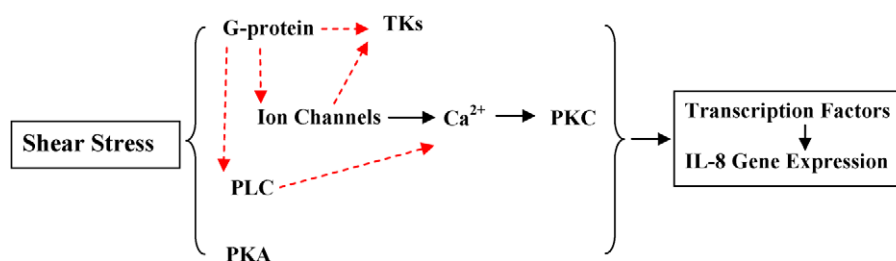 G-protein
TKs
Ion Channels
Ca²⁺
PKC
Transcription Factors
Shear Stress
IL-8 Gene Expression
PLC
PKA